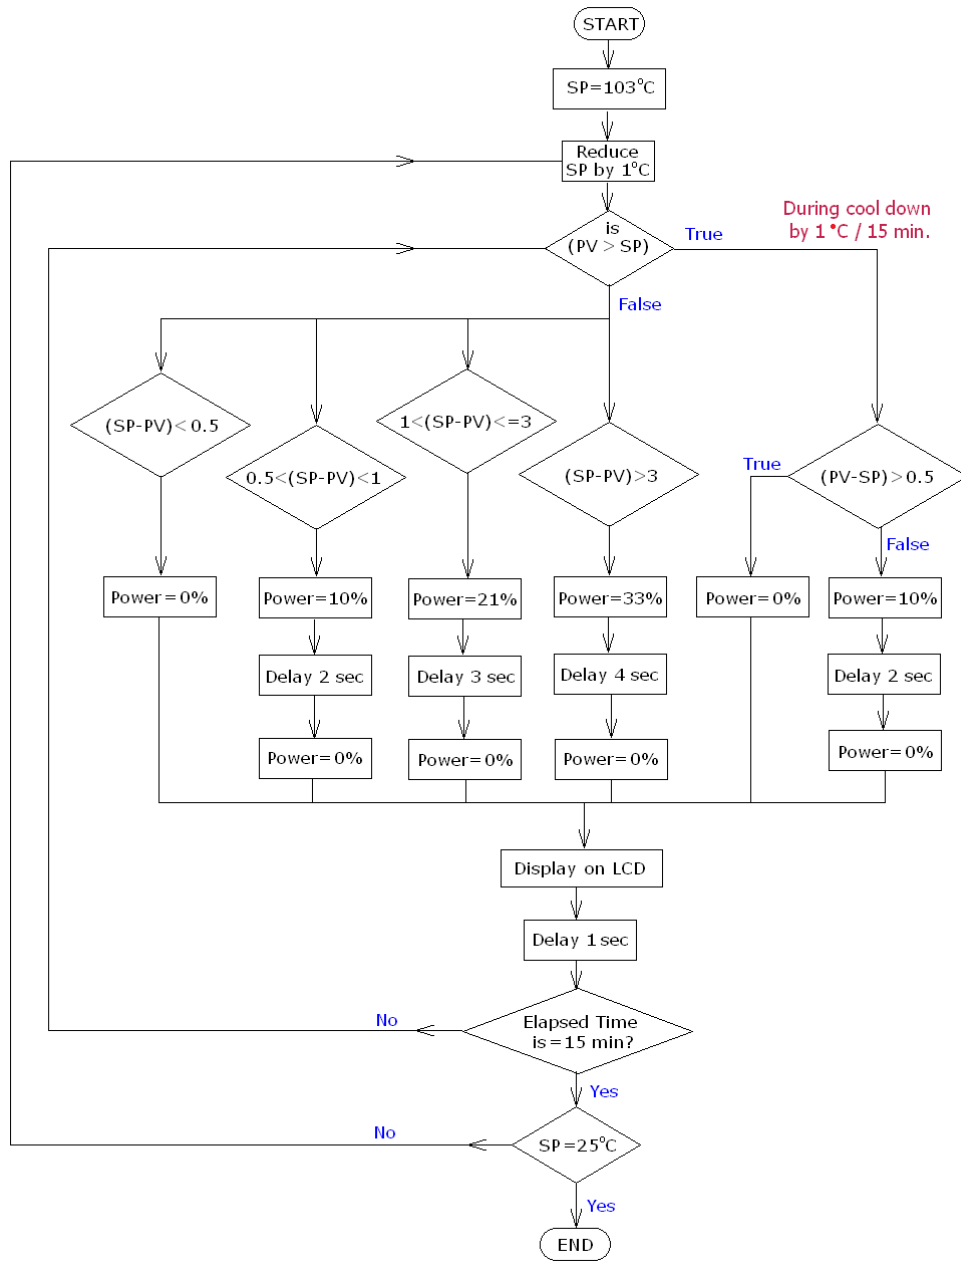 START
SP=103°C
Reduce
SP by 1°C
During cool down
by 1 °C / 15 min.
is
(PV > SP)
True
False
(SP-PV)<0.5
1<(SP-PV)<=3
0.5<(SP-PV)<1
(SP-PV)>3
True
(PV-SP)>0.5
False
Power=0%
Power=10%
Power=21%
Power=33%
Power=0%
Power=10%
Delay 2 sec
Delay 3 sec
Delay 4 sec
Delay 2 sec
Power=0%
Power=0%
Power=0%
Power=0%
Display on LCD
Delay 1 sec
Elapsed Time
is =15 min?
No
Yes
SP=25°C
No
Yes
END